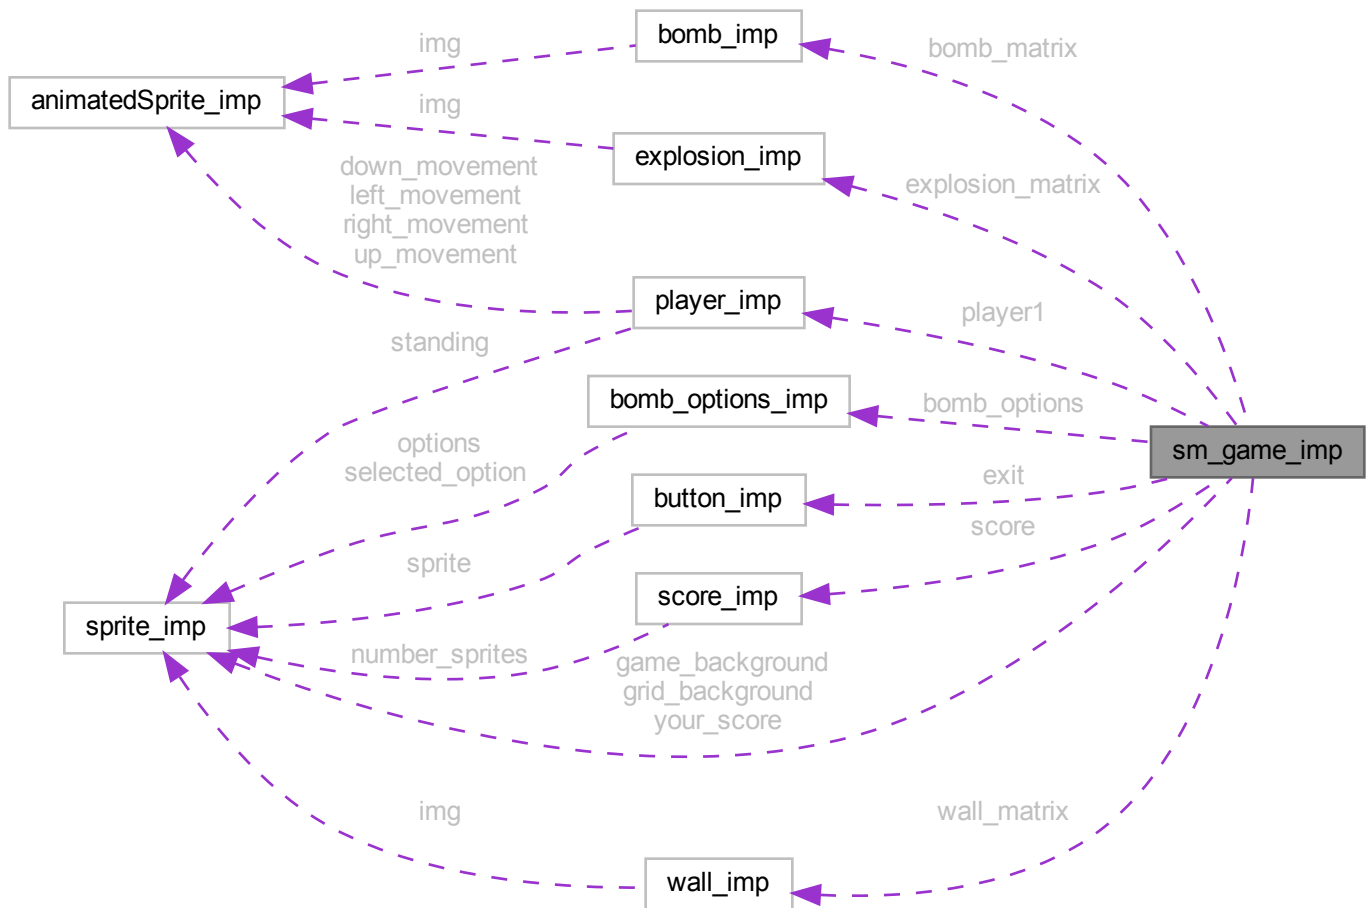 bomb_imp
bomb_matrix
img
animatedSprite_imp
img
explosion_imp
explosion_matrix
down_movement
left_movement
right_movement
up_movement
player_imp
player1
standing
bomb_options_imp
bomb_options
options
selected_option
sm_game_imp
button_imp
exit
score
sprite
score_imp
sprite_imp
number_sprites
game_background
grid_background
your_score
img
wall_matrix
wall_imp